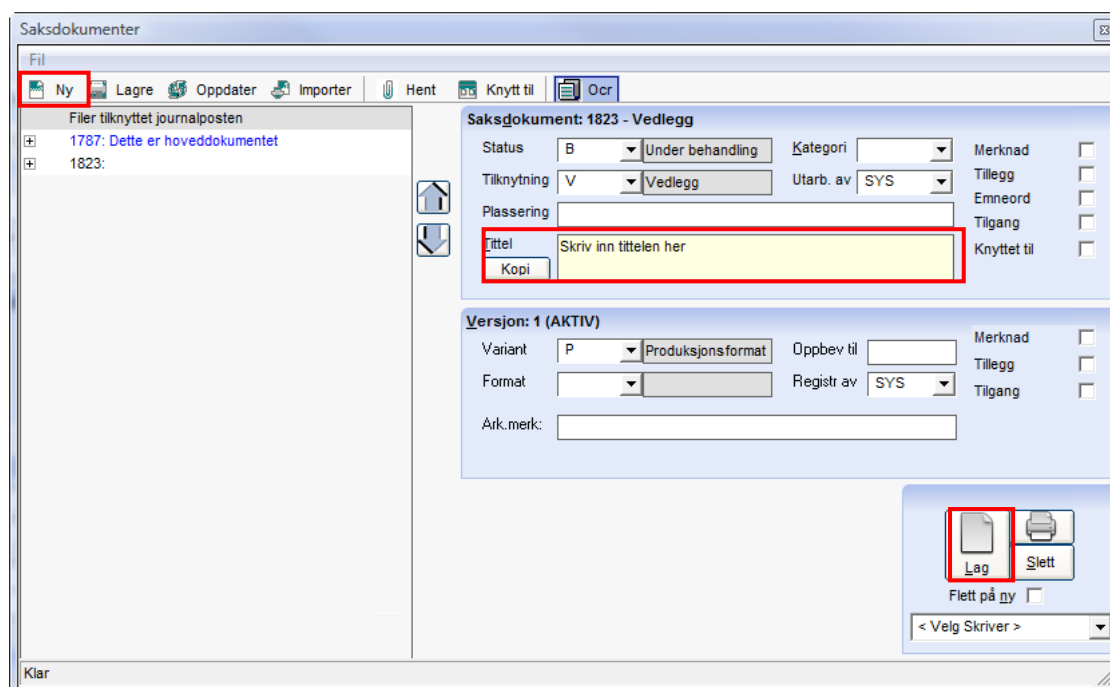 Saksdokumenter
Fil
Ny Lagre Oppdater Importer Hent Knytt til Ocr
Filer tilknyttet journalposten
1787: Dette er hoveddokumentet
1823:
Saksdokument: 1823 - Vedlegg
Status B Under behandling Kategori Merknad
Tilknytning V Vedlegg Utarb. av SYS Tillegg
Emneord
Plassering Tilgang
Tittel Skriv inn tittelen her Knyttet til
Kopi
Versjon: 1 (AKTIV)
Variant P Produksjonsformat Oppbev til Merknad
Tillegg
Format Registr av SYS Tilgang
Ark.merk:
Lag Slett
Flett på ny
< Velg Skriver >
Klar